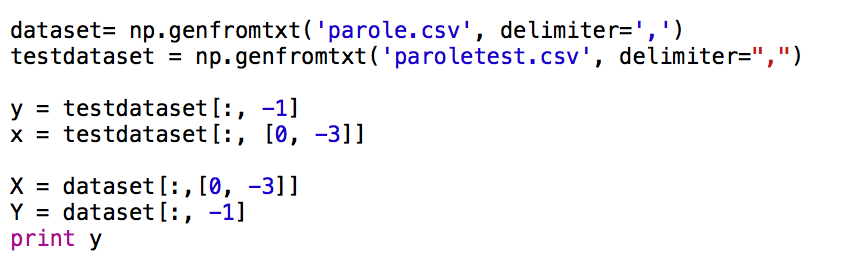 dataset= np.genfromtxt('parole.csv', delimiter=',')
testdataset = np.genfromtxt('paroletest.csv', delimiter=",")
y = testdataset[:, -1]
x = testdataset[:, [0, -3]]
X = dataset[:,[0, -3]]
Y = dataset[:, -1]
print y